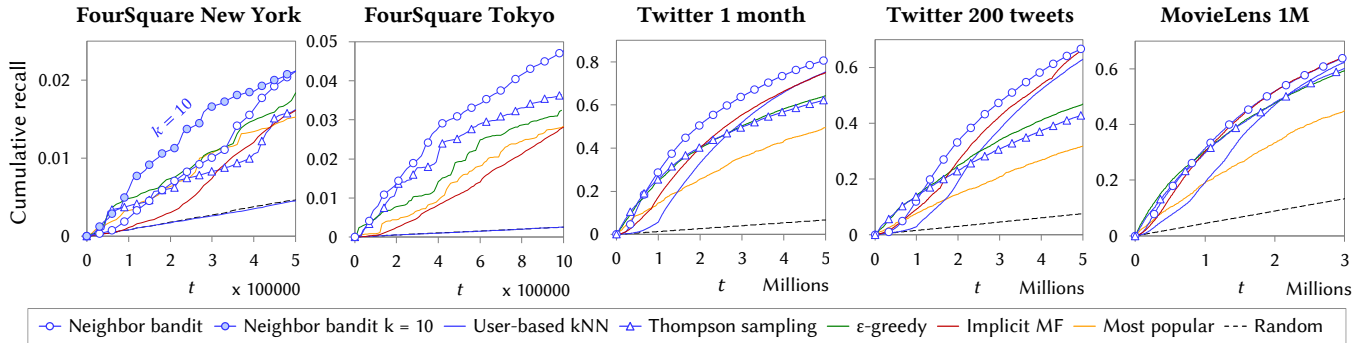 FourSquare New York
FourSquare Tokyo
Twitter 1 month
Twitter 200 tweets
MovieLens 1M
Cumulative recall
0.02
0.01
0
k = 10
0 1 2 3 4 5
t x 100000
0.05
0.04
0.03
0.02
0.01
0.00
0 2 4 6 8 10
t x 100000
0.8
0.6
0.4
0.2
0
0 1 2 3 4 5
t Millions
0.6
0.4
0.2
0.0
0 1 2 3 4 5
t Millions
0.6
0.4
0.2
0
0 1 2 3
t Millions
Neighbor bandit Neighbor bandit k = 10 User-based kNN Thompson sampling ε-greedy Implicit MF Most popular Random